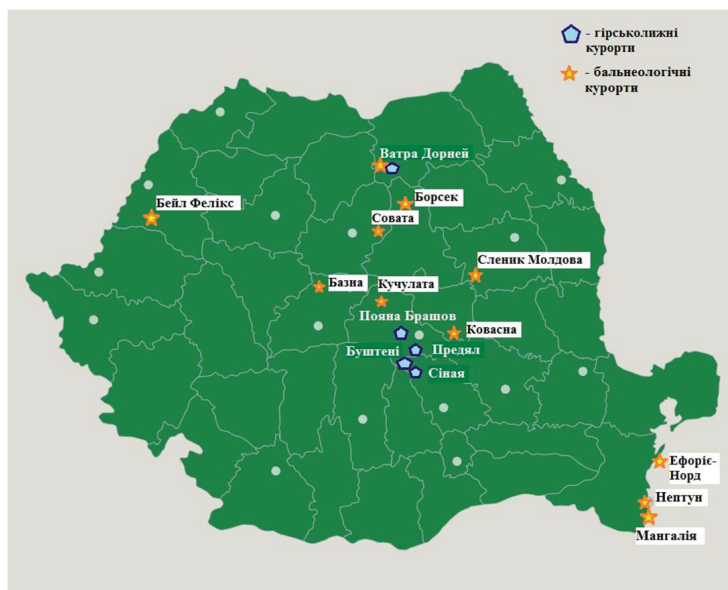 - гірськолижні
курорти
- бальнеологічні
курорти
Ватра Дорней
Борсек
Бейл Фелікс
Совата
Сленик Молдова
Базна
Кучулата
Пояна Брашов
Ковасна
Буштені
Предял
Сіная
Ефоріє-
Норд
Нептун
Мангалія